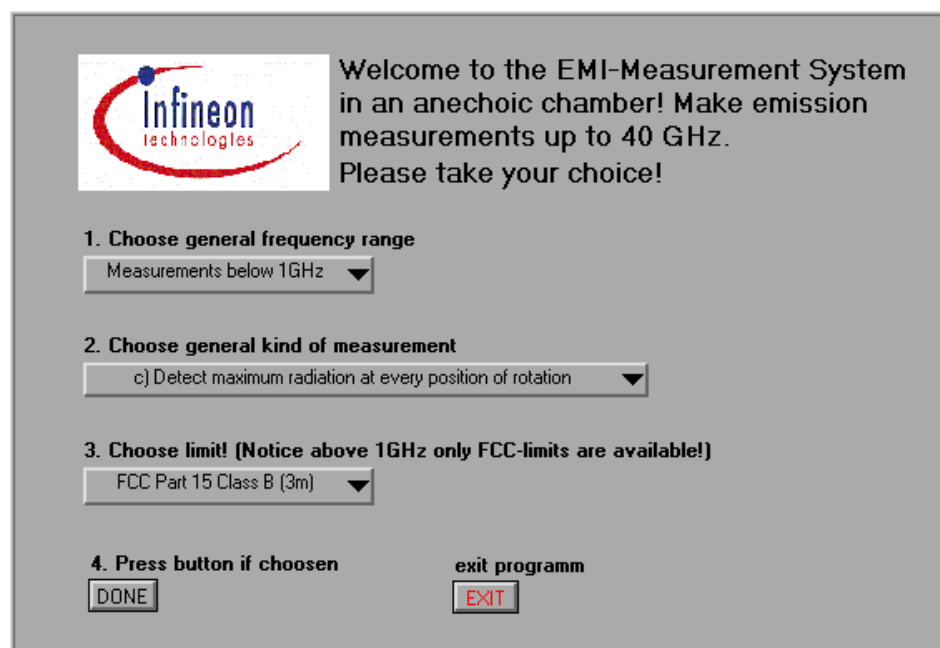 Infineon
technologies
Welcome to the EMI-Measurement System
in an anechoic chamber! Make emission
measurements up to 40 GHz.
Please take your choice!
1. Choose general frequency range
Measurements below 1GHz
2. Choose general kind of measurement
c) Detect maximum radiation at every position of rotation
3. Choose limit! (Notice above 1GHz only FCC-limits are available!)
FCC Part 15 Class B (3m)
4. Press button if choosen
DONE
exit programm
EXIT